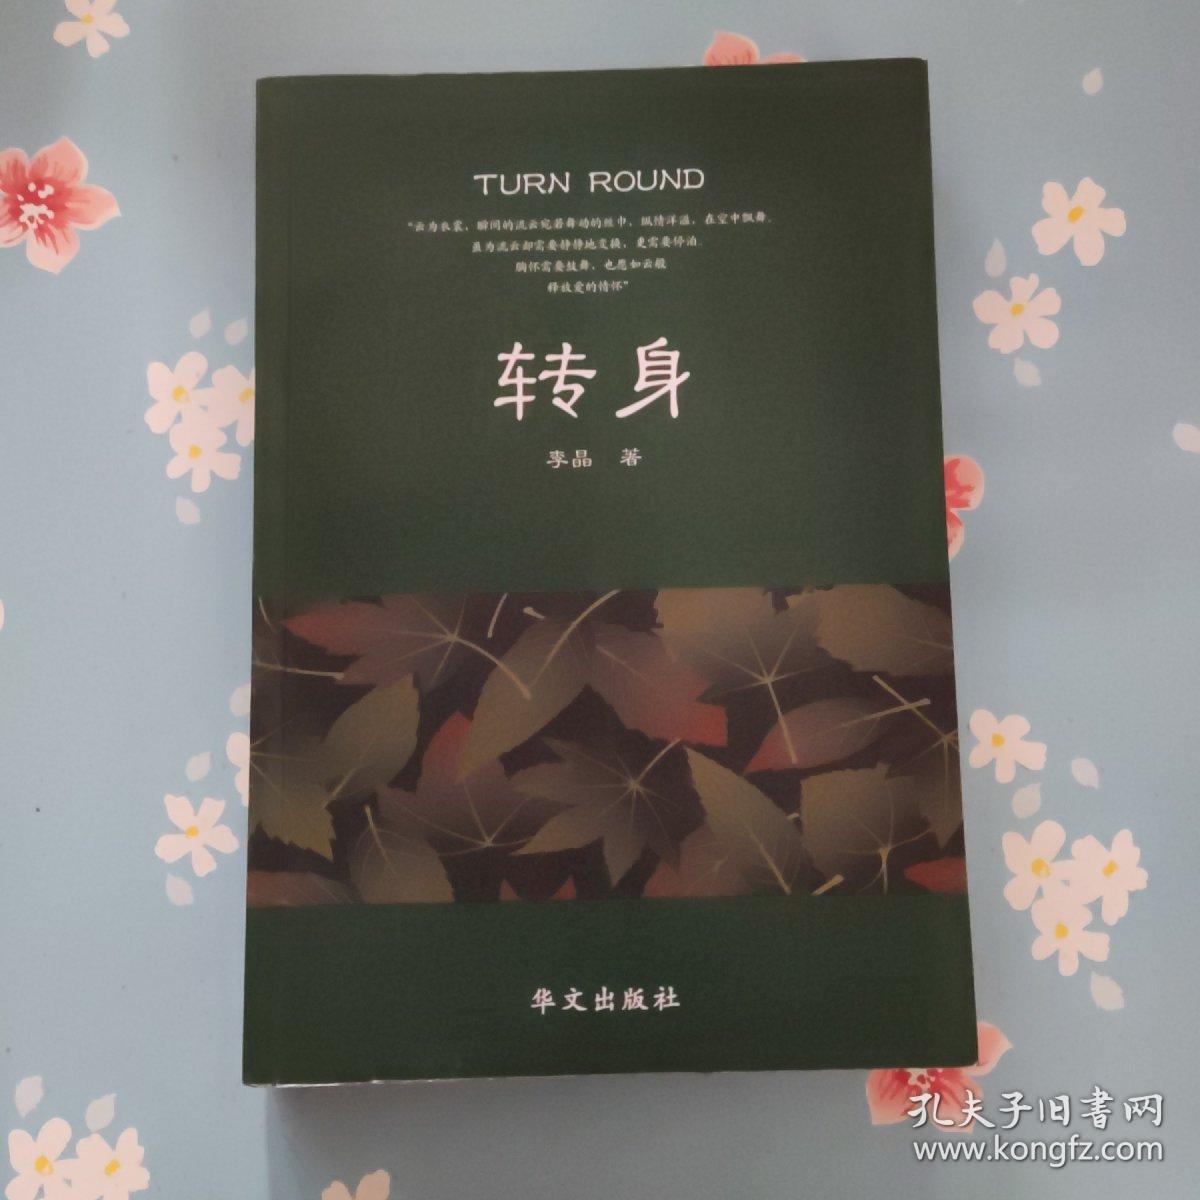 TURN ROUND
“云为衣裳，瞬间的流云宛若舞动的丝巾，纵情洋溢，在空中飘舞。
虽为流云却需要静静地交换，更需要停泊。
胸怀需要鼓舞，也愿如云般
释放爱的情怀”
转身
李晶 著
华文出版社
孔夫子旧書网
www.kongfz.com